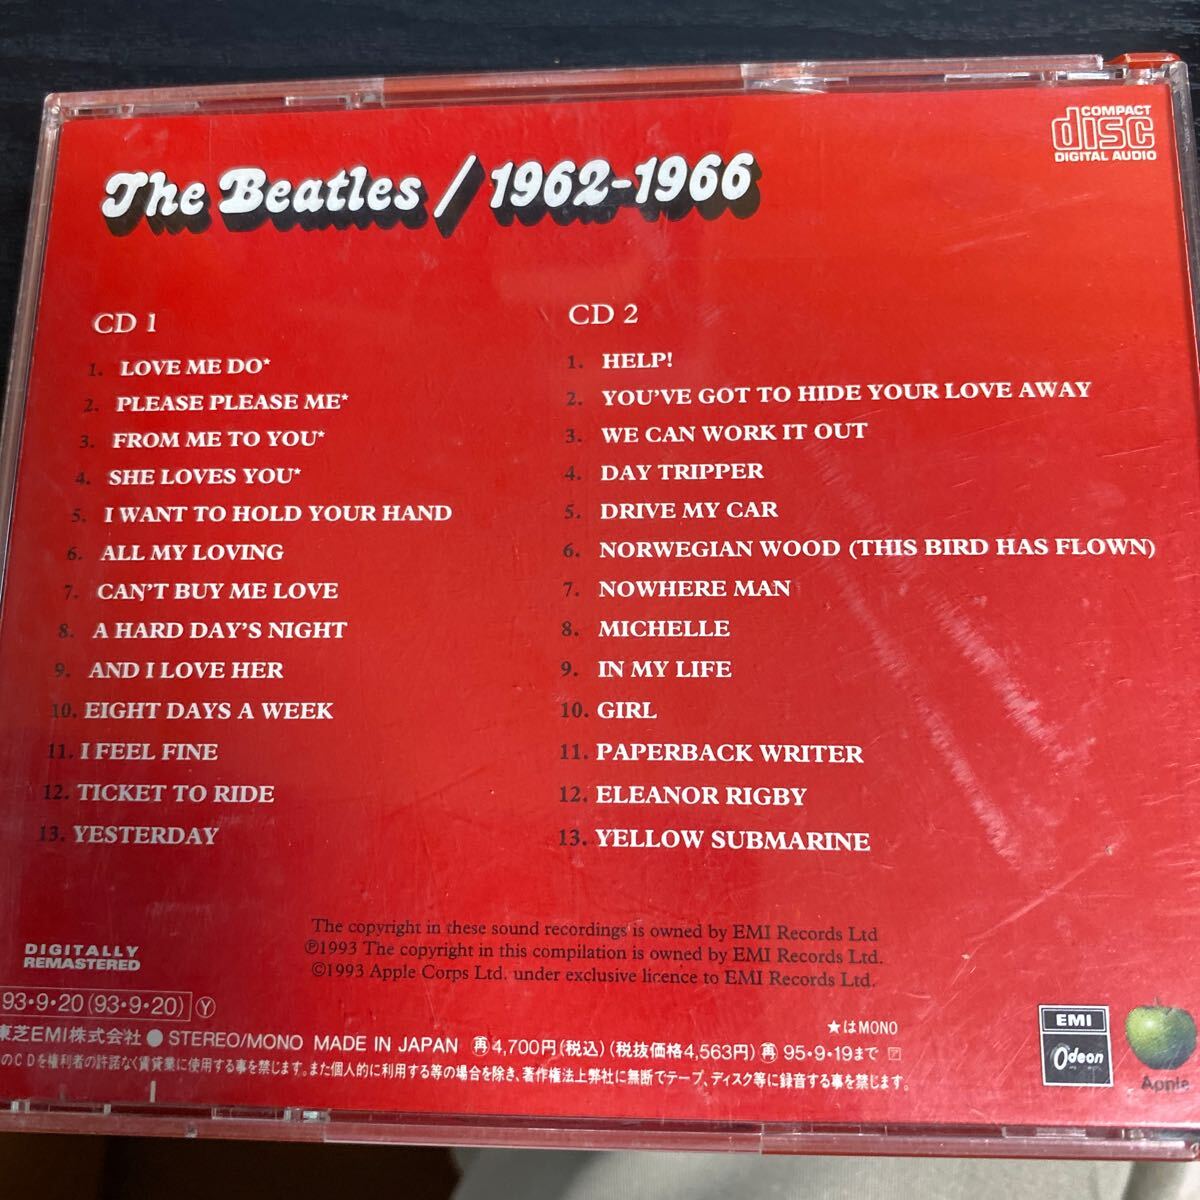 COMPACT
disc
DIGITAL AUDIO
The Beatles / 1962-1966
CD 1
1. LOVE ME DO*
2. PLEASE PLEASE ME*
3. FROM ME TO YOU*
4. SHE LOVES YOU*
5. I WANT TO HOLD YOUR HAND
6. ALL MY LOVING
7. CAN'T BUY ME LOVE
8. A HARD DAY'S NIGHT
9. AND I LOVE HER
10. EIGHT DAYS A WEEK
11. I FEEL FINE
12. TICKET TO RIDE
13. YESTERDAY
CD 2
1. HELP!
2. YOU'VE GOT TO HIDE YOUR LOVE AWAY
3. WE CAN WORK IT OUT
4. DAY TRIPPER
5. DRIVE MY CAR
6. NORWEGIAN WOOD (THIS BIRD HAS FLOWN)
7. NOWHERE MAN
8. MICHELLE
9. IN MY LIFE
10. GIRL
11. PAPERBACK WRITER
12. ELEANOR RIGBY
13. YELLOW SUBMARINE
The copyright in these sound recordings is owned by EMI Records Ltd
℗1993 The copyright in this compilation is owned by EMI Records Ltd.
©1993 Apple Corps Ltd. under exclusive licence to EMI Records Ltd.
DIGITALLY
REMASTERED
93・9・20(93・9・20) Ⓨ
★はMONO
東芝EMI株式会社 ● STEREO/MONO MADE IN JAPAN ㊢4,700円(税込)(税抜価格4,563円)再 95・9・19まで
のCDを権利者の許諾なく賃貸業に使用する事を禁じます。また個人的に利用する等の場合を除き、著作権法上弊社に無断でテープ、ディスク等に録音する事を禁じます。
EMI
Odeon
Apple